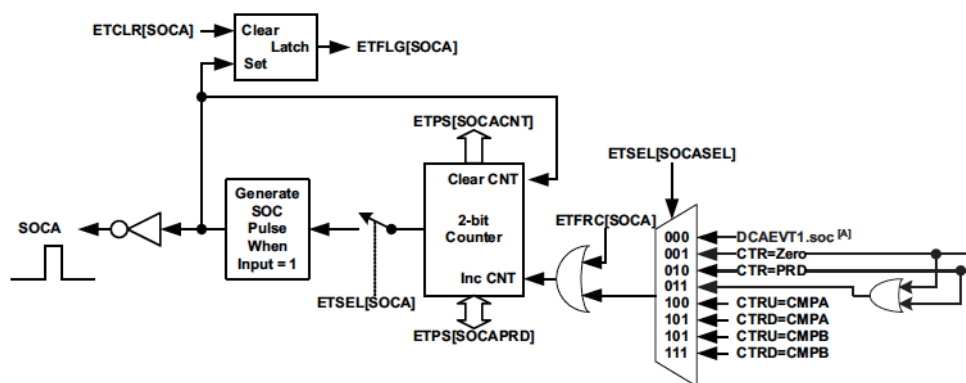 ETCLR[SOCA]
Clear
Latch
Set
ETFLG[SOCA]
ETPS[SOCACNT]
ETSEL[SOCASEL]
Clear CNT
2-bit
Counter
Inc CNT
Generate
SOC
Pulse
When
Input = 1
SOCA
ETSEL[SOCA]
ETPS[SOCAPRD]
ETFRC[SOCA]
000 DCAEVT1.soc [A]
001 CTR=Zero
010 CTR=PRD
011
100 CTRU=CMPA
101 CTRD=CMPA
101 CTRU=CMPB
111 CTRD=CMPB